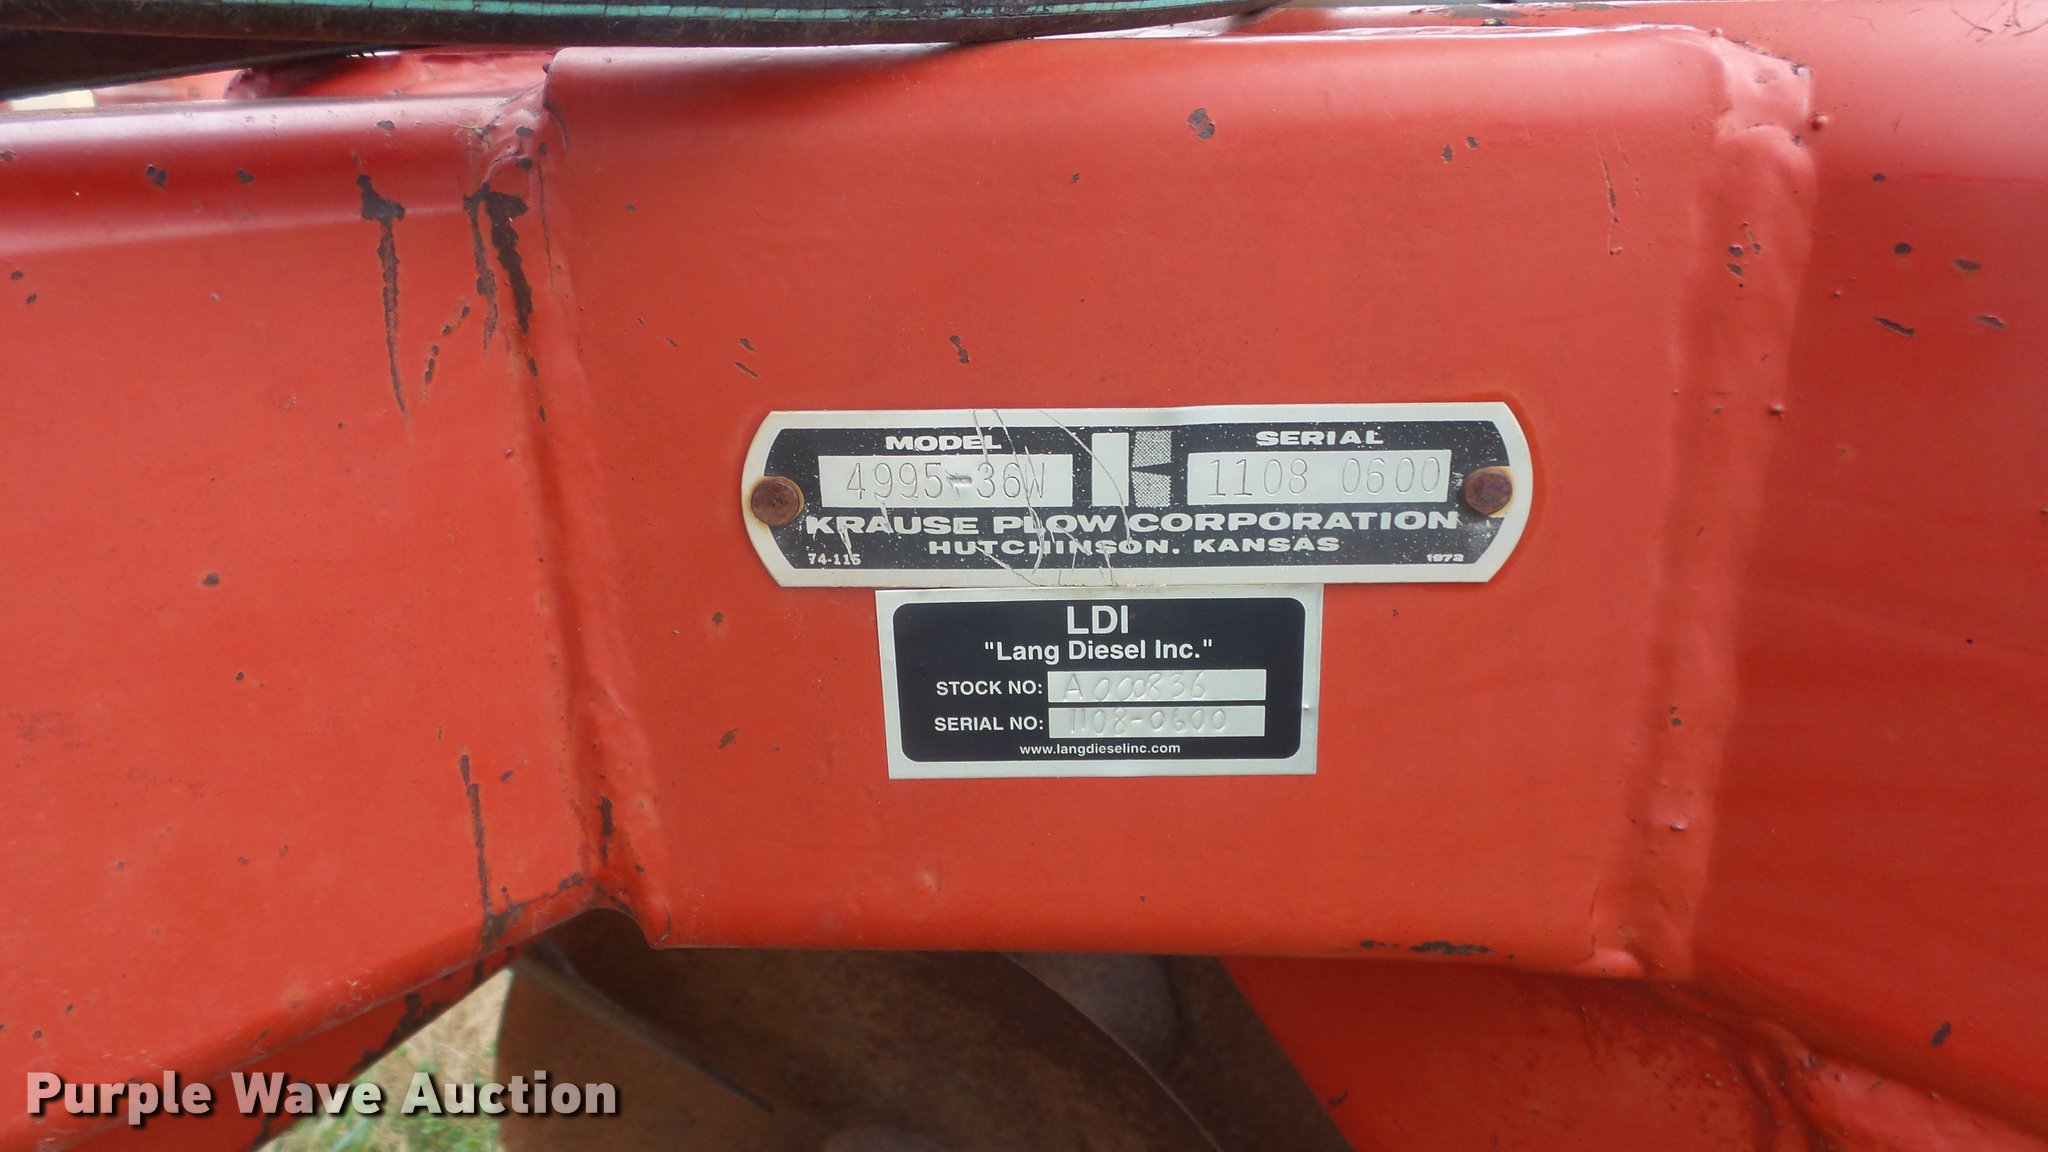 MODEL SERIAL
4995-36W 1108 0600
KRAUSE PLOW CORPORATION
HUTCHINSON, KANSAS
74-115 1972
LDI
"Lang Diesel Inc."
STOCK NO: A000836
SERIAL NO: 1108-0600
www.langdieselinc.com
Purple Wave Auction